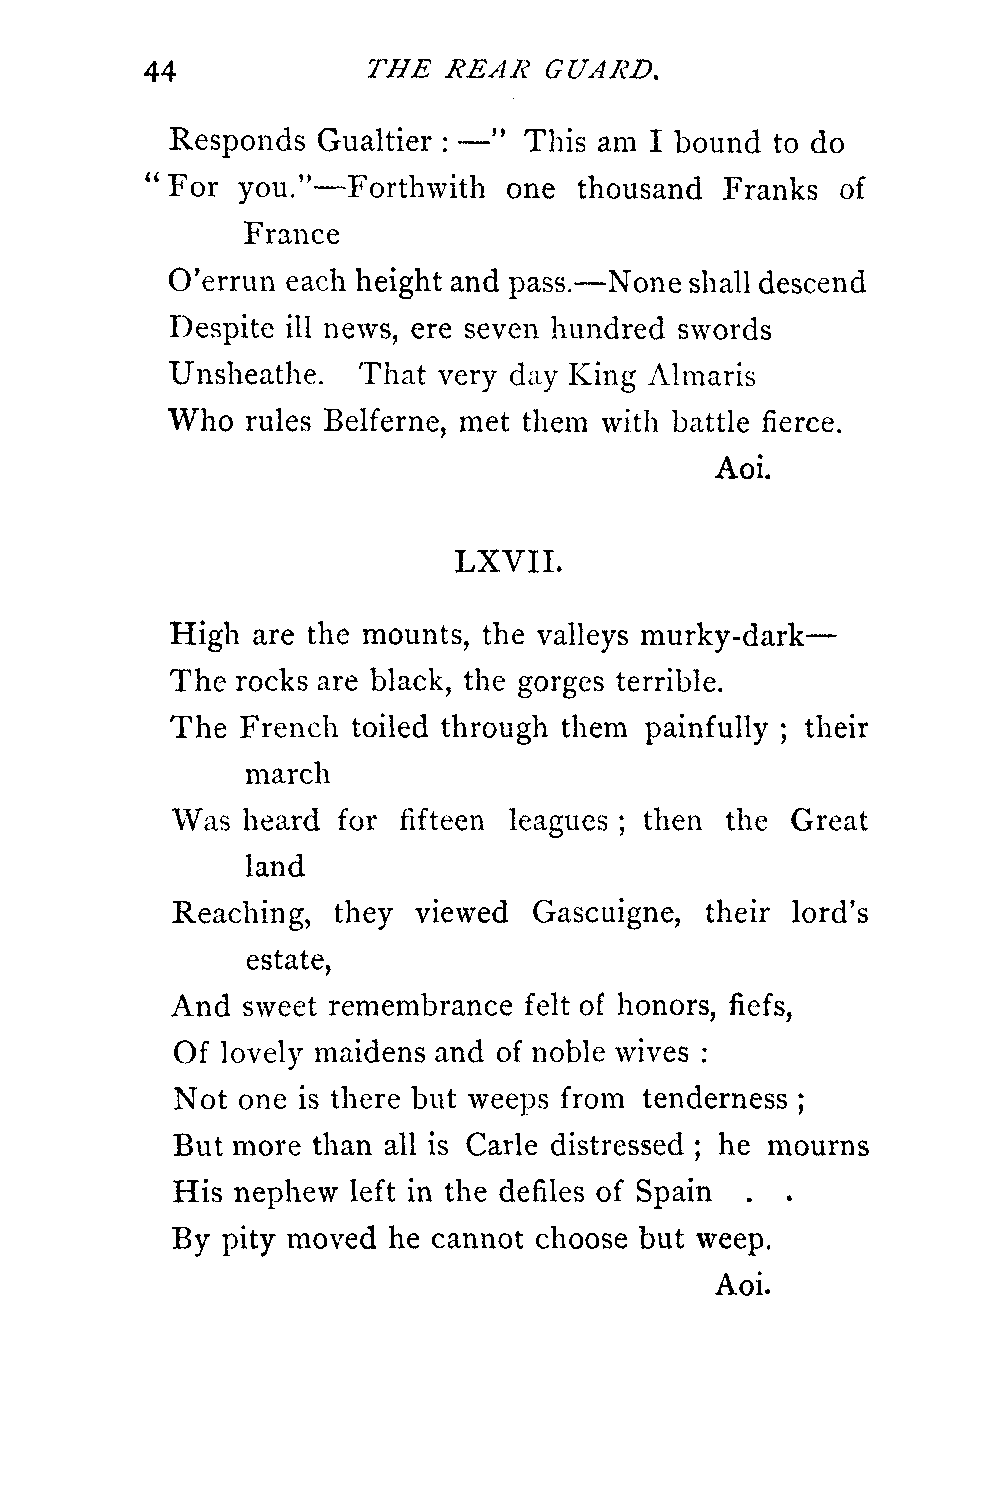 44 THE REAR GUARD.
Responds Gualtier : —" This am I bound to do
“ For you."—Forthwith one thousand Franks of
France
O'errun each height and pass.—None shall descend
Despite ill news, ere seven hundred swords
Unsheathe. That very day King Almaris
Who rules Belferne, met them with battle fierce.
Aoi.
LXVII.
High are the mounts, the valleys murky-dark—
The rocks are black, the gorges terrible.
The French toiled through them painfully ; their
march
Was heard for fifteen leagues ; then the Great
land
Reaching, they viewed Gascuigne, their lord's
estate,
And sweet remembrance felt of honors, fiefs,
Of lovely maidens and of noble wives :
Not one is there but weeps from tenderness ;
But more than all is Carle distressed ; he mourns
His nephew left in the defiles of Spain . .
By pity moved he cannot choose but weep.
Aoi.